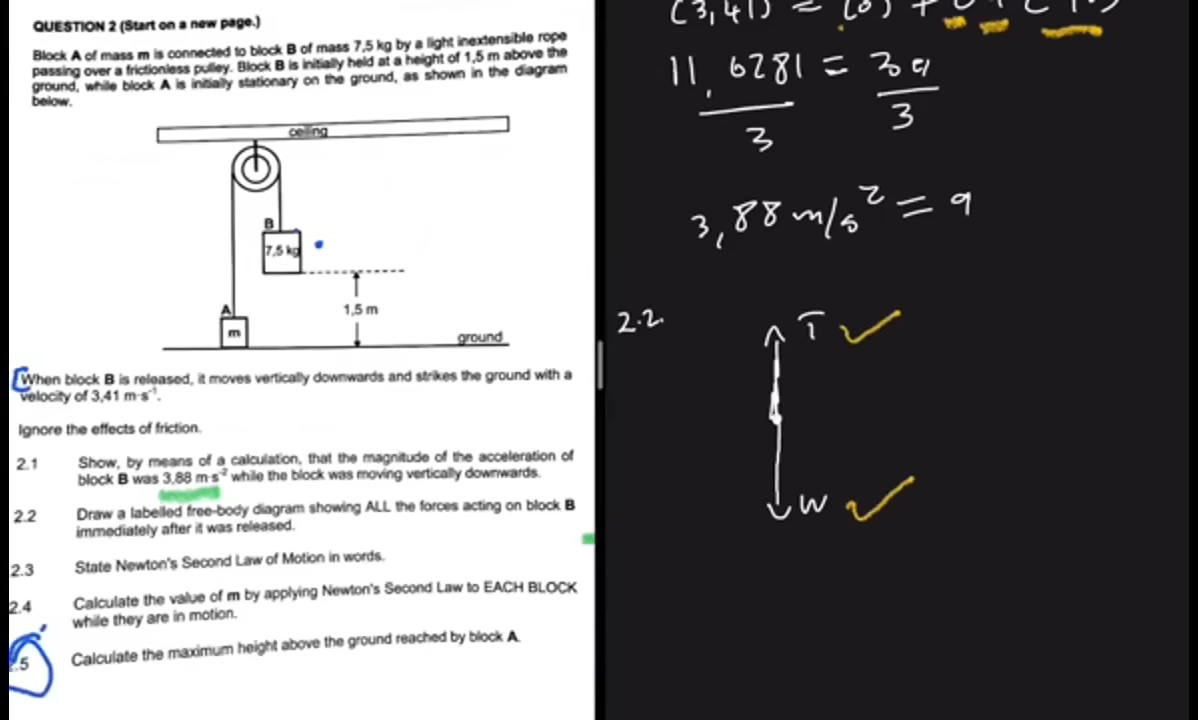 QUESTION 2 (Start on a new page.)
Block A of mass m is connected to block B of mass 7,5 kg by a light inextensible rope
passing over a frictionless pulley. Block B is initially held at a height of 1,5 m above the
ground, while block A is initially stationary on the ground, as shown in the diagram
below.
ceiling
B
7,5 kg
A
m
1,5 m
ground
When block B is released, it moves vertically downwards and strikes the ground with a
velocity of 3,41 m·s⁻¹.
Ignore the effects of friction.
2.1 Show, by means of a calculation, that the magnitude of the acceleration of
block B was 3,88 m·s⁻² while the block was moving vertically downwards.
2.2 Draw a labelled free-body diagram showing ALL the forces acting on block B
immediately after it was released.
2.3 State Newton's Second Law of Motion in words.
2.4 Calculate the value of m by applying Newton's Second Law to EACH BLOCK
while they are in motion.
.5 Calculate the maximum height above the ground reached by block A.
(3,41) = (0) +
11,6281 = 3a
3 3
3,88 m/s² = a
2.2.
T
W